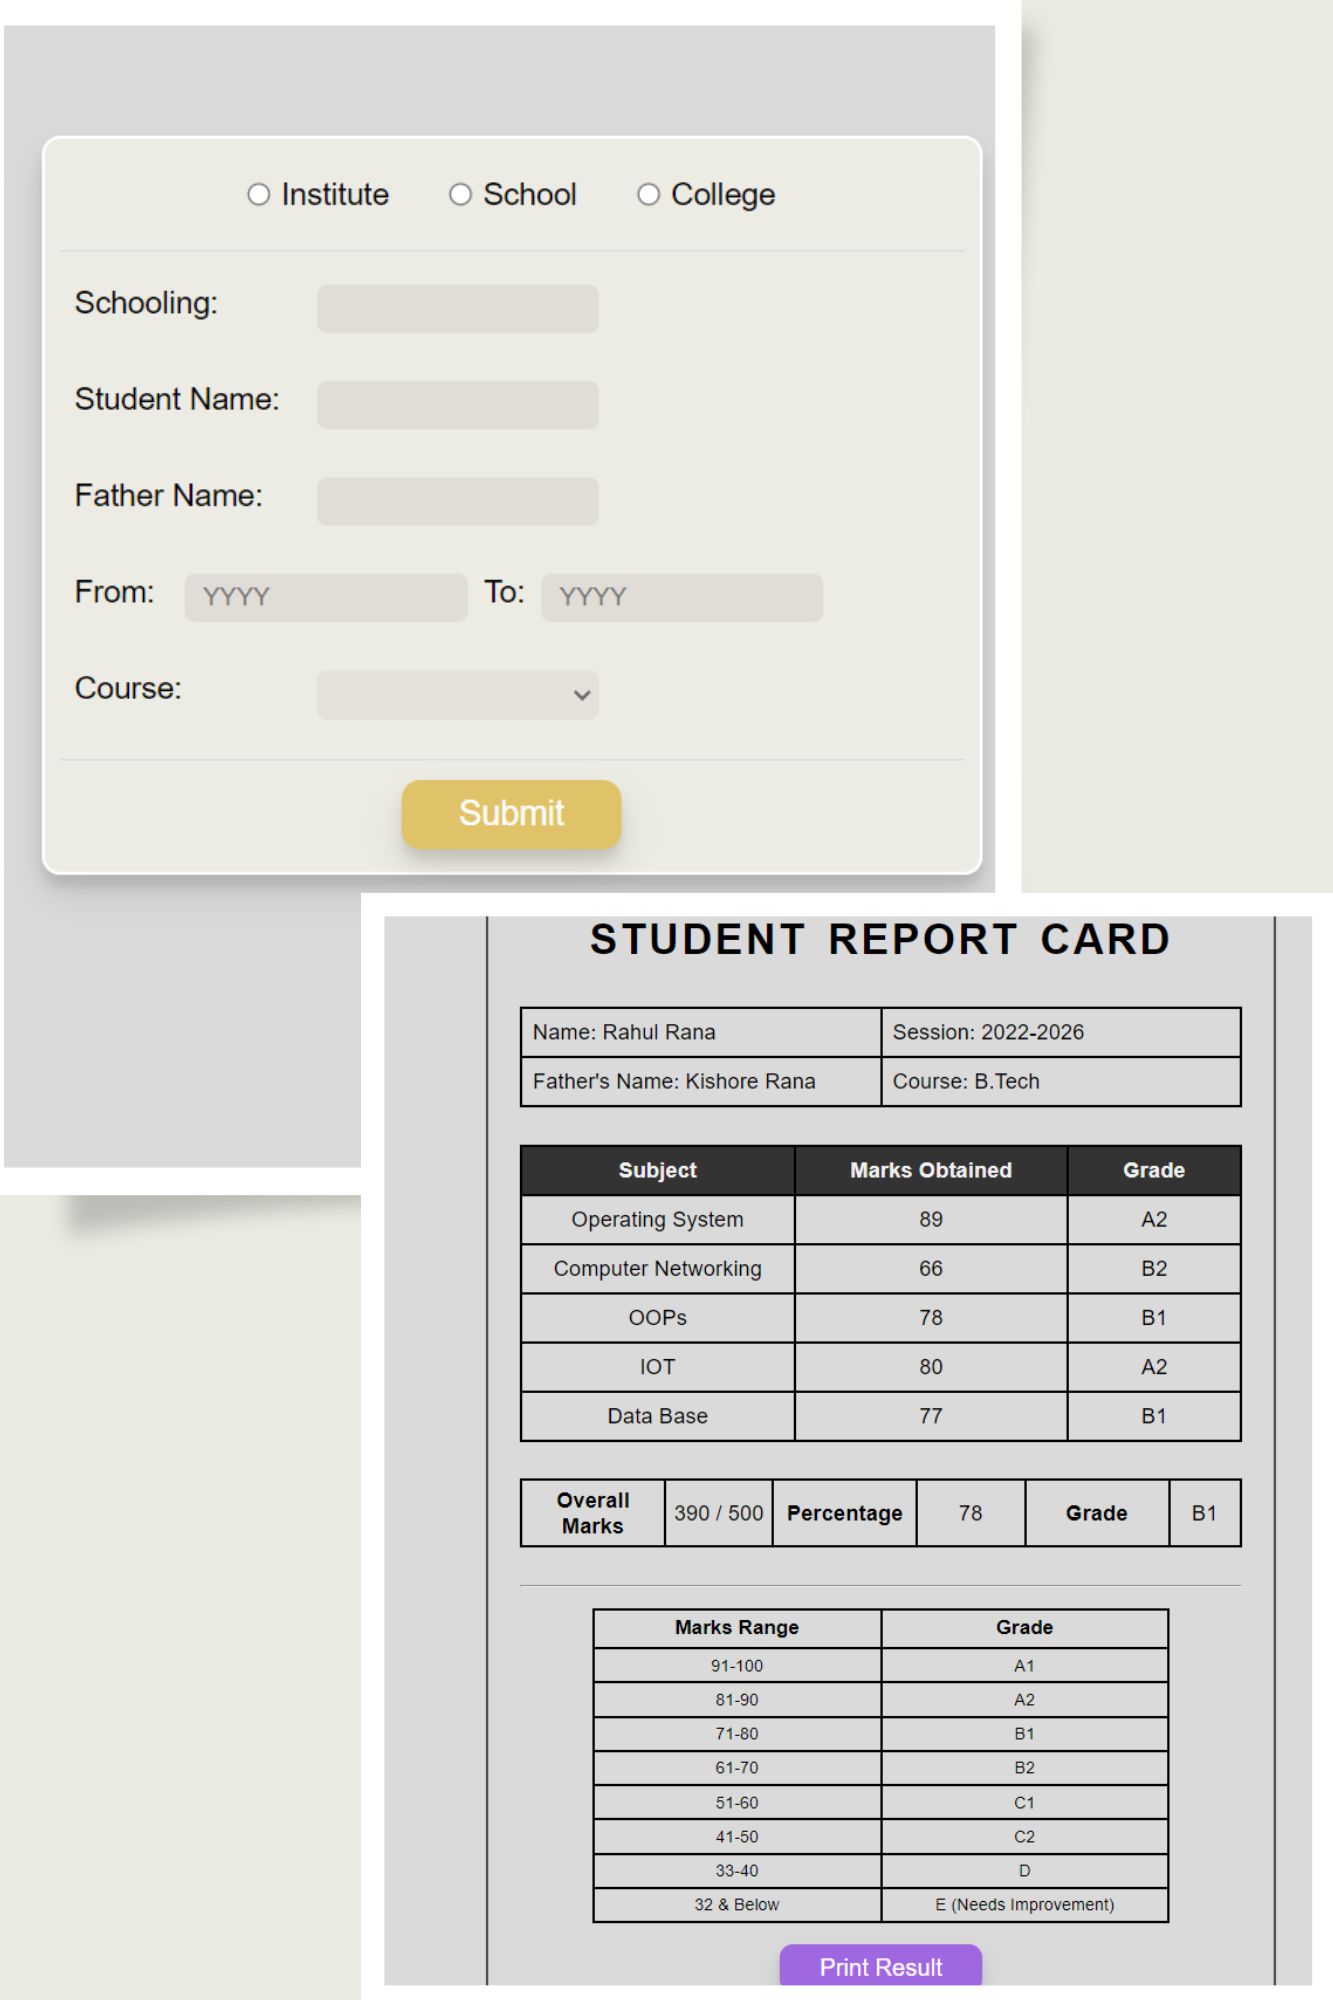 Institute School College
Schooling:
Student Name:
Father Name:
From: YYYY To: YYYY
Course:
Submit
STUDENT REPORT CARD
Name: Rahul Rana Session: 2022-2026
Father's Name: Kishore Rana Course: B.Tech
Subject Marks Obtained Grade
Operating System 89 A2
Computer Networking 66 B2
OOPs 78 B1
IOT 80 A2
Data Base 77 B1
Overall Marks 390 / 500 Percentage 78 Grade B1
Marks Range Grade
91-100 A1
81-90 A2
71-80 B1
61-70 B2
51-60 C1
41-50 C2
33-40 D
32 & Below E (Needs Improvement)
Print Result